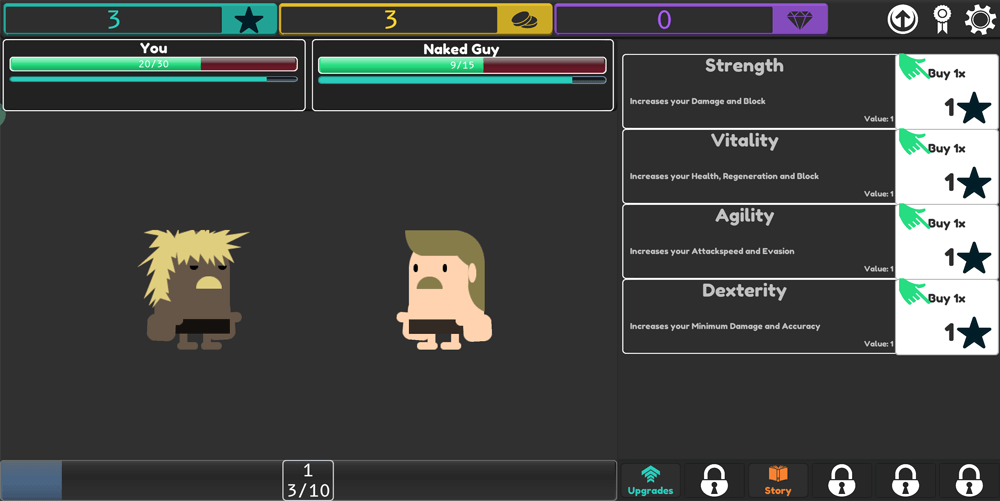 3
3
0
You
20/30
Naked Guy
9/15
Strength
Increases your Damage and Block
Value: 1
Buy 1x
1
Vitality
Increases your Health, Regeneration and Block
Value: 1
Buy 1x
1
Agility
Increases your Attackspeed and Evasion
Value: 1
Buy 1x
1
Dexterity
Increases your Minimum Damage and Accuracy
Value: 1
Buy 1x
1
1
3/10
Upgrades
Story